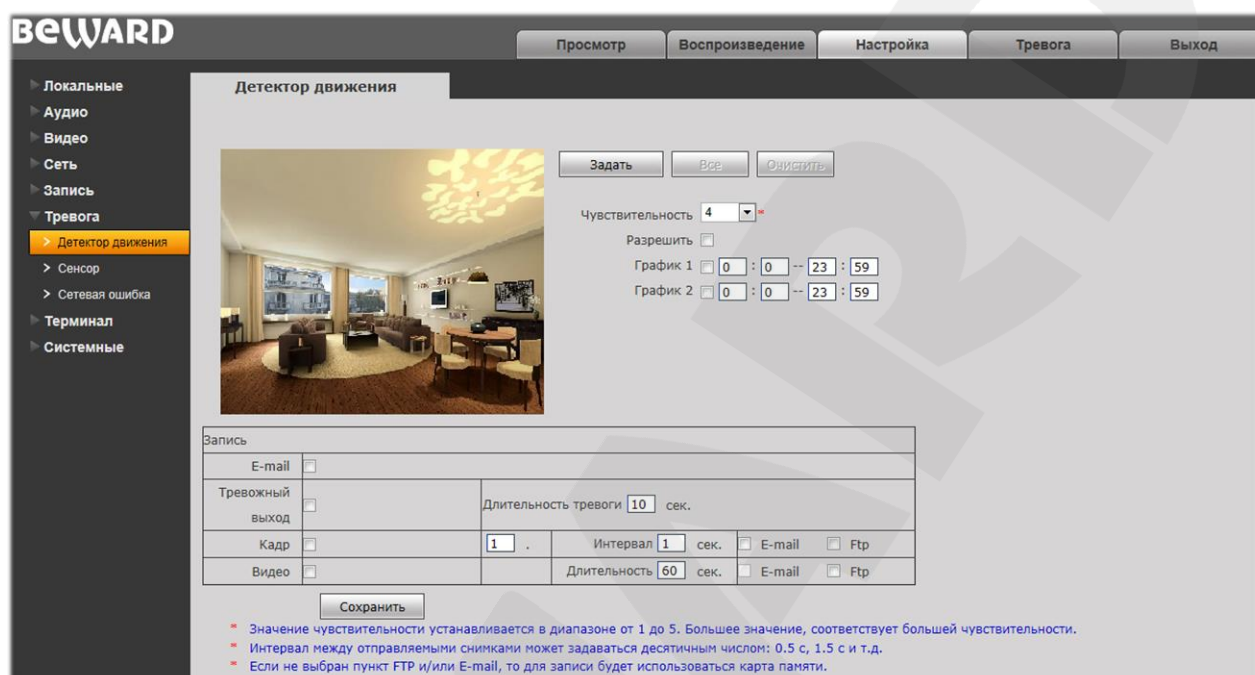 BEWARD
Просмотр Воспроизведение Настройка Тревога Выход
Локальные
Аудио
Видео
Сеть
Запись
Тревога
Детектор движения
Сенсор
Сетевая ошибка
Терминал
Системные
Детектор движения
Задать Все Очистить
Чувствительность 4 *
Разрешить
График 1 0 : 0 -- 23 : 59
График 2 0 : 0 -- 23 : 59
Запись
E-mail
Тревожный выход Длительность тревоги 10 сек.
Кадр 1 . Интервал 1 сек. E-mail Ftp
Видео Длительность 60 сек. E-mail Ftp
Сохранить
* Значение чувствительности устанавливается в диапазоне от 1 до 5. Большее значение, соответствует большей чувствительности.
* Интервал между отправляемыми снимками может задаваться десятичным числом: 0.5 с, 1.5 с и т.д.
* Если не выбран пункт FTP и/или E-mail, то для записи будет использоваться карта памяти.